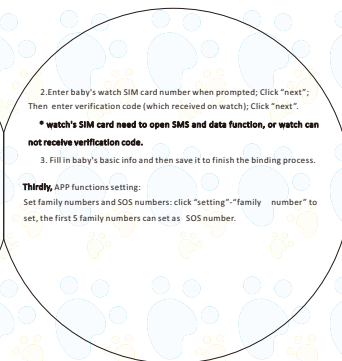 2.Enter baby's watch SIM card number when prompted; Click “next”;
Then enter verification code (which received on watch); Click “next”.
* watch's SIM card need to open SMS and data function, or watch can
not receive verification code.
3. Fill in baby's basic info and then save it to finish the binding process.
Thirdly, APP functions setting:
Set family numbers and SOS numbers: click “setting”-“family number” to
set, the first 5 family numbers can set as SOS number.